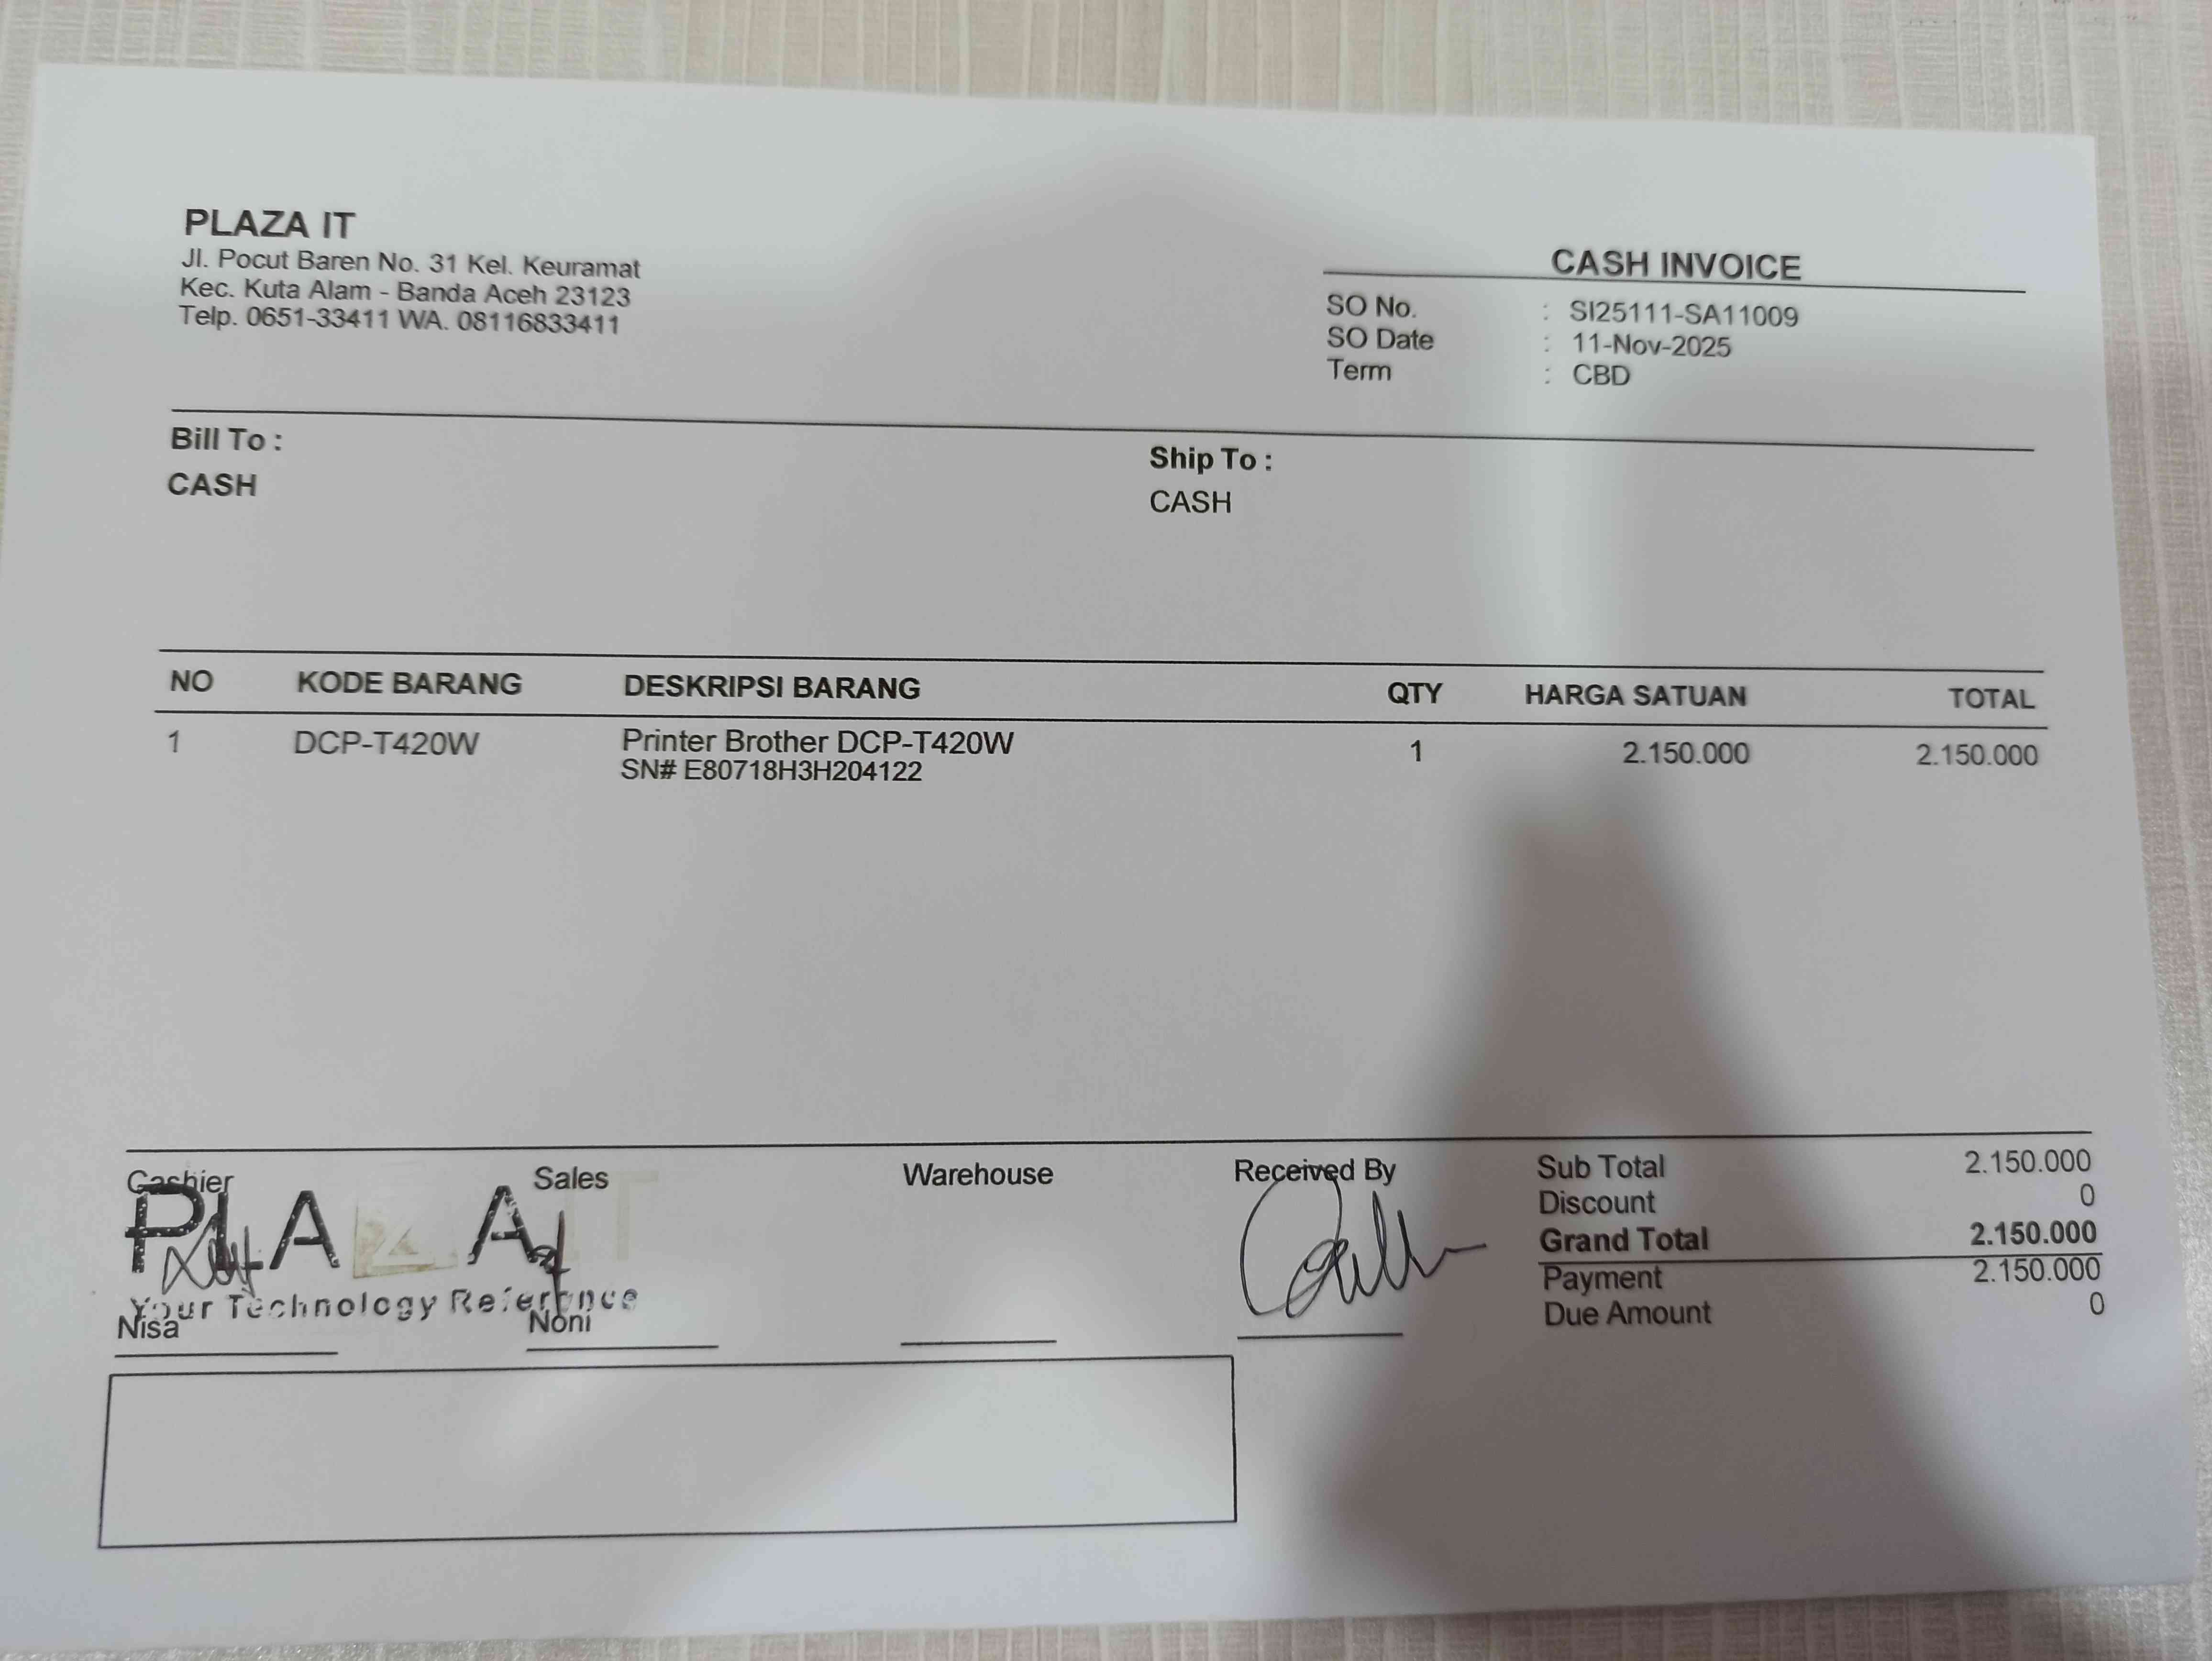 PLAZA IT
Jl. Pocut Baren No. 31 Kel. Keuramat
Kec. Kuta Alam - Banda Aceh 23123
Telp. 0651-33411 WA. 08116833411
CASH INVOICE
SO No. : SI25111-SA11009
SO Date : 11-Nov-2025
Term : CBD
Bill To :
CASH
Ship To :
CASH
NO KODE BARANG DESKRIPSI BARANG QTY HARGA SATUAN TOTAL
1 DCP-T420W Printer Brother DCP-T420W 1 2.150.000 2.150.000
SN# E80718H3H204122
Cashier Sales Warehouse Received By
PLAZA IT
Your Technology Reference
Nisa Noni
Sub Total 2.150.000
Discount 0
Grand Total 2.150.000
Payment 2.150.000
Due Amount 0